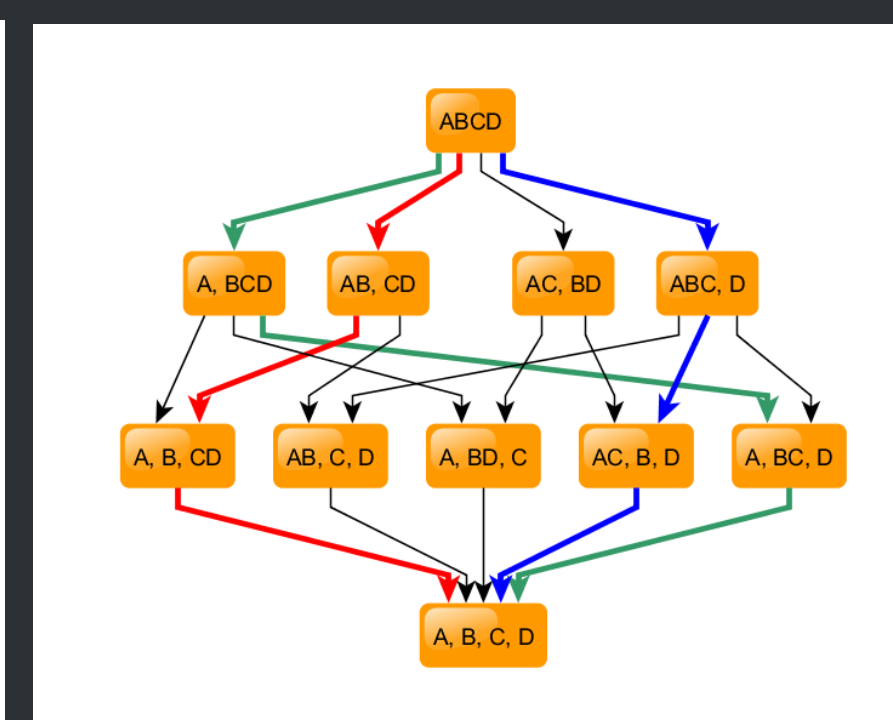 ABCD
A, BCD
AB, CD
AC, BD
ABC, D
A, B, CD
AB, C, D
A, BD, C
AC, B, D
A, BC, D
A, B, C, D